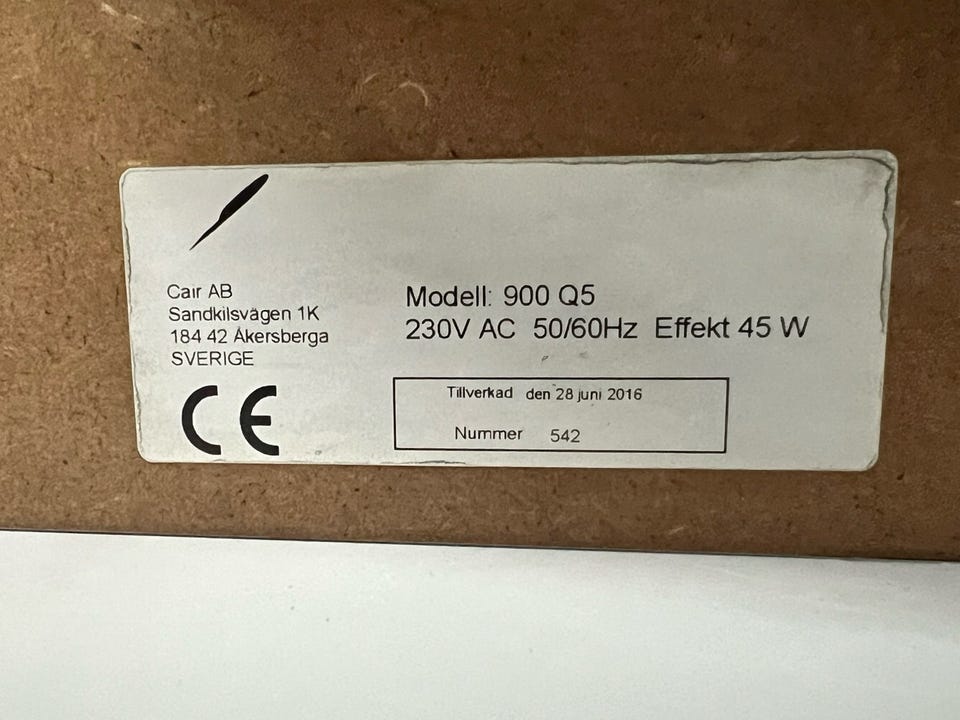 Cair AB
Sandkilsvägen 1K
184 42 Åkersberga
SVERIGE
CE
Modell: 900 Q5
230V AC 50/60Hz Effekt 45 W
Tillverkad den 28 juni 2016
Nummer 542